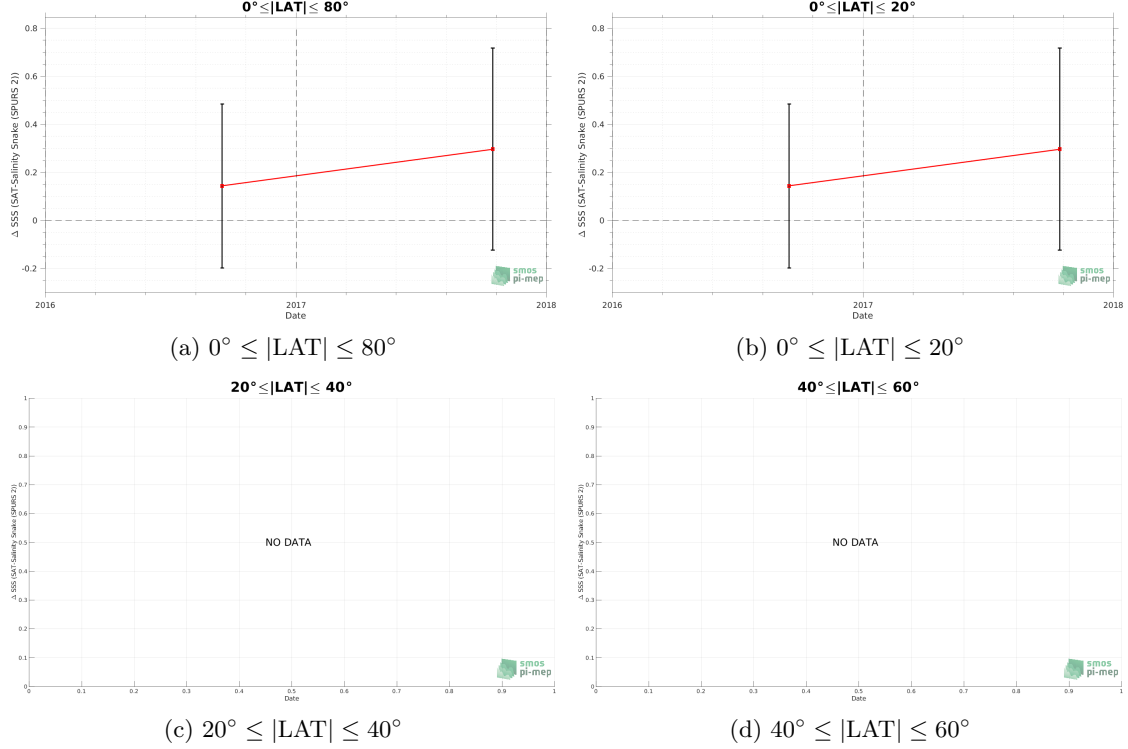 0°≤|LAT|≤ 80°
Δ SSS (SAT-Salinity Snake (SPURS 2))
0.8
0.6
0.4
0.2
0
-0.2
2016
2017
2018
Date
smos
pi-mep
(a) 0° ≤ |LAT| ≤ 80°
0°≤|LAT|≤ 20°
Δ SSS (SAT-Salinity Snake (SPURS 2))
0.8
0.6
0.4
0.2
0
-0.2
2016
2017
2018
Date
smos
pi-mep
(b) 0° ≤ |LAT| ≤ 20°
20°≤|LAT|≤ 40°
Δ SSS (SAT-Salinity Snake (SPURS 2))
1
0.9
0.8
0.7
0.6
0.5
0.4
0.3
0.2
0.1
0
NO DATA
0 0.1 0.2 0.3 0.4 0.5 0.6 0.7 0.8 0.9 1
Date
smos
pi-mep
(c) 20° ≤ |LAT| ≤ 40°
40°≤|LAT|≤ 60°
Δ SSS (SAT-Salinity Snake (SPURS 2))
1
0.9
0.8
0.7
0.6
0.5
0.4
0.3
0.2
0.1
0
NO DATA
0 0.1 0.2 0.3 0.4 0.5 0.6 0.7 0.8 0.9 1
Date
smos
pi-mep
(d) 40° ≤ |LAT| ≤ 60°